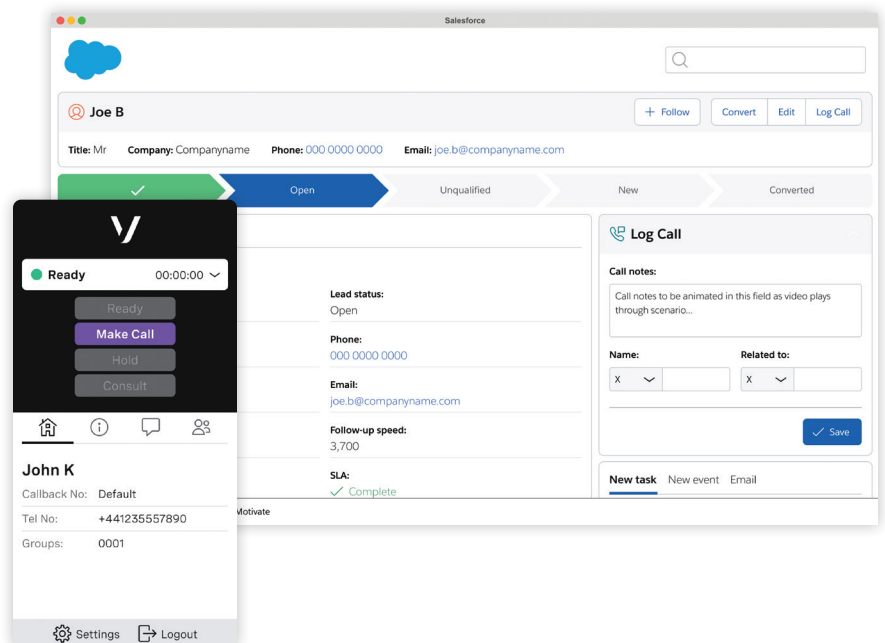 Salesforce
Joe B
+ Follow
Convert
Edit
Log Call
Title: Mr
Company: Companyname
Phone: 000 0000 0000
Email: joe.b@companyname.com
Open
Unqualified
New
Converted
Ready
00:00:00
Ready
Make Call
Hold
Consult
John K
Callback No: Default
Tel No: +441235557890
Groups: 0001
Settings
Logout
Lead status:
Open
Phone:
000 0000 0000
Email:
joe.b@companyname.com
Follow-up speed:
3,700
SLA:
Complete
Motivate
Log Call
Call notes:
Call notes to be animated in this field as video plays
through scenario...
Name:
Related to:
X
X
Save
New task
New event
Email